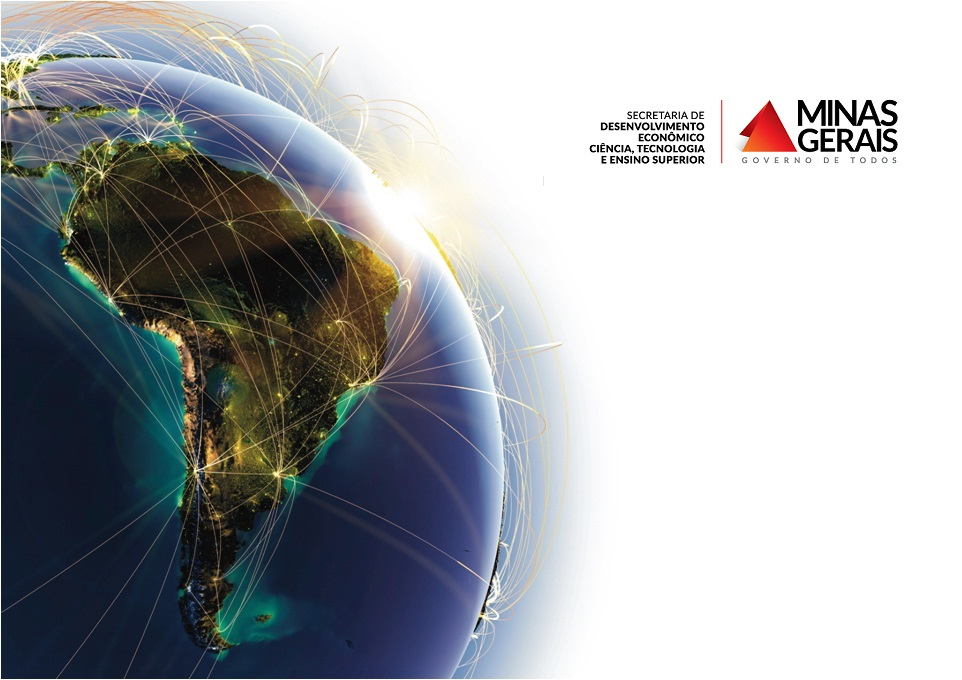 SECRETARIA DE
DESENVOLVIMENTO
ECONÔMICO
CIÊNCIA, TECNOLOGIA
E ENSINO SUPERIOR
MINAS
GERAIS
GOVERNO DE TODOS